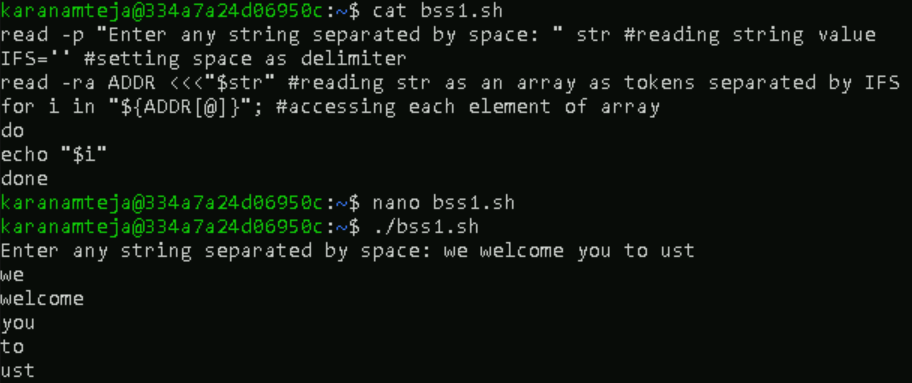 karanamteja@334a7a24d06950c:~$ cat bss1.sh
read -p "Enter any string separated by space: " str #reading string value
IFS='' #setting space as delimiter
read -ra ADDR <<<"$str" #reading str as an array as tokens separated by IFS
for i in "${ADDR[@]}"; #accessing each element of array
do
echo "$i"
done
karanamteja@334a7a24d06950c:~$ nano bss1.sh
karanamteja@334a7a24d06950c:~$ ./bss1.sh
Enter any string separated by space: we welcome you to ust
we
welcome
you
to
ust